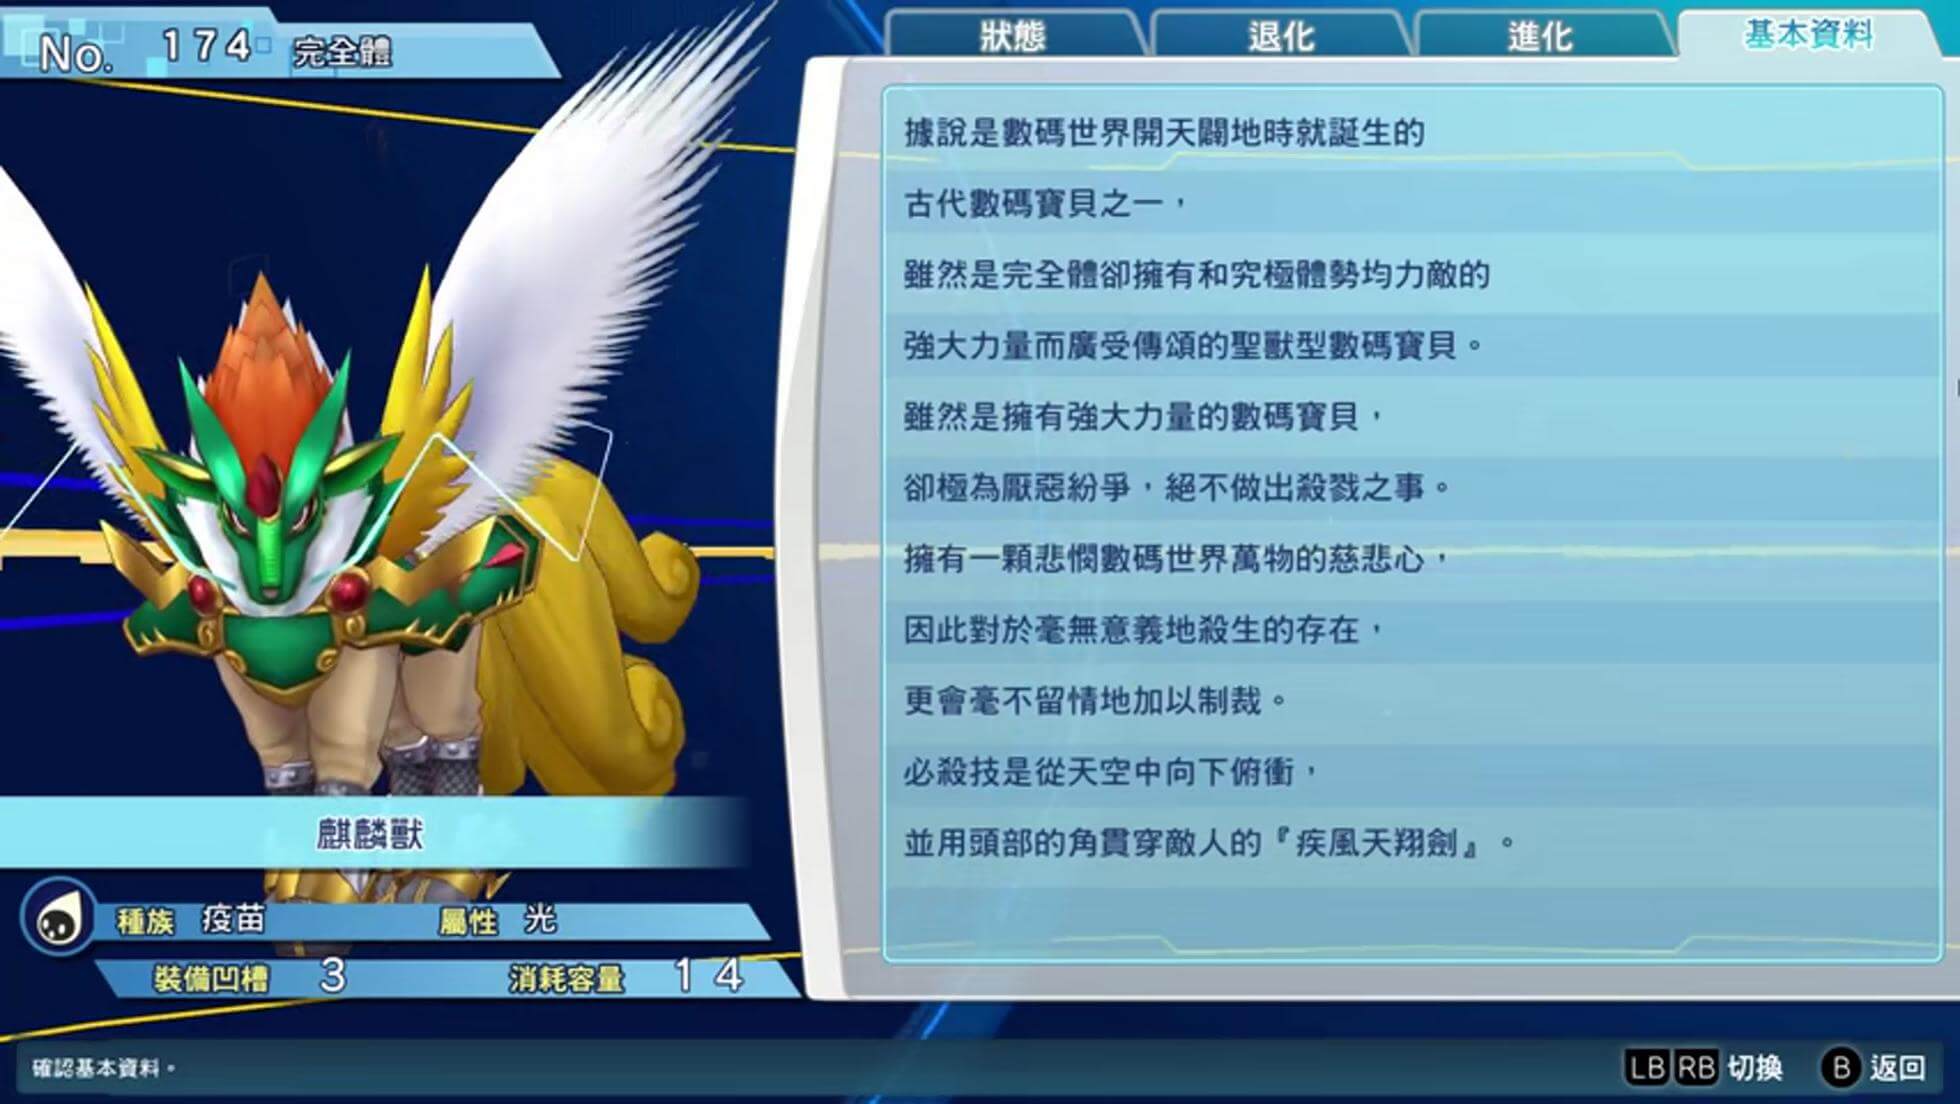 No. 174 完全體
狀態 退化 進化 基本資料
據說是數碼世界開天闢地時就誕生的
古代數碼寶貝之一，
雖然是完全體卻擁有和究極體勢均力敵的
強大力量而廣受傳頌的聖獸型數碼寶貝。
雖然是擁有強大力量的數碼寶貝，
卻極為厭惡紛爭，絕不做出殺戮之事。
擁有一顆悲憫數碼世界萬物的慈悲心，
因此對於毫無意義地殺生的存在，
更會毫不留情地加以制裁。
必殺技是從天空中向下俯衝，
並用頭部的角貫穿敵人的『疾風天翔劍』。
麒麟獸
種族 疫苗 屬性 光
裝備凹槽 3 消耗容量 14
確認基本資料。
LB RB 切換 B 返回